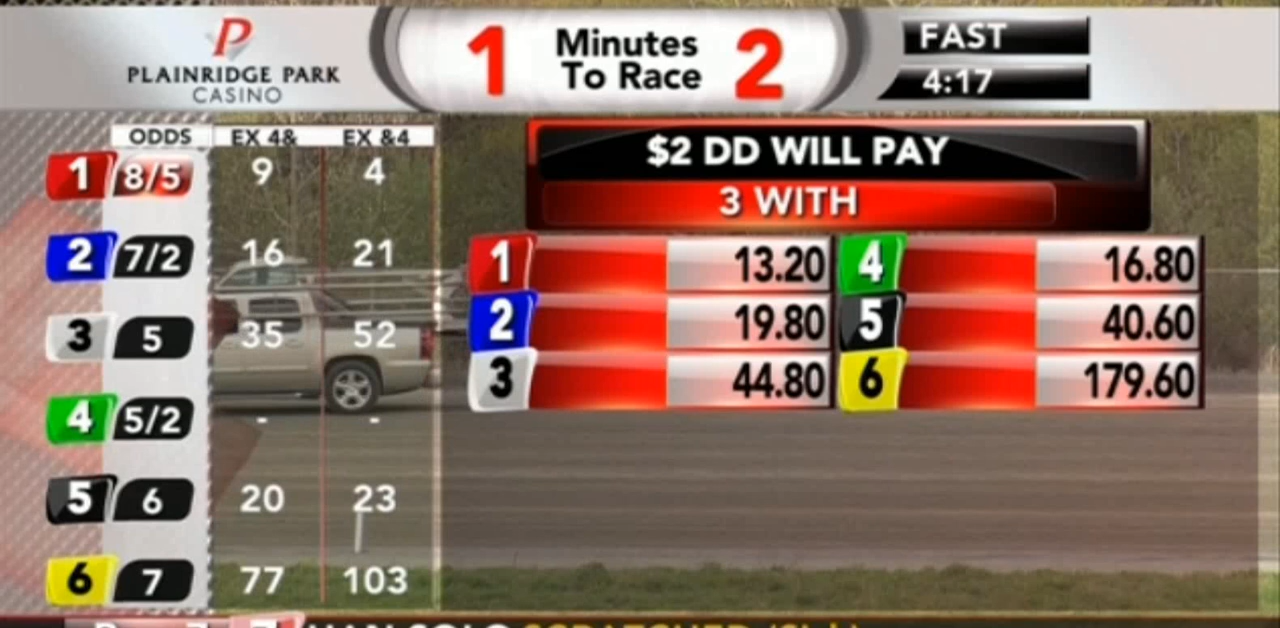 P
PLAINRIDGE PARK
CASINO
1 Minutes To Race 2
FAST
4:17
ODDS EX 4& EX &4
1 8/5 9 4
2 7/2 16 21
3 5 35 52
4 5/2 - -
5 6 20 23
6 7 77 103
$2 DD WILL PAY
3 WITH
1 13.20 4 16.80
2 19.80 5 40.60
3 44.80 6 179.60
HAN SOLO SCRATCHED